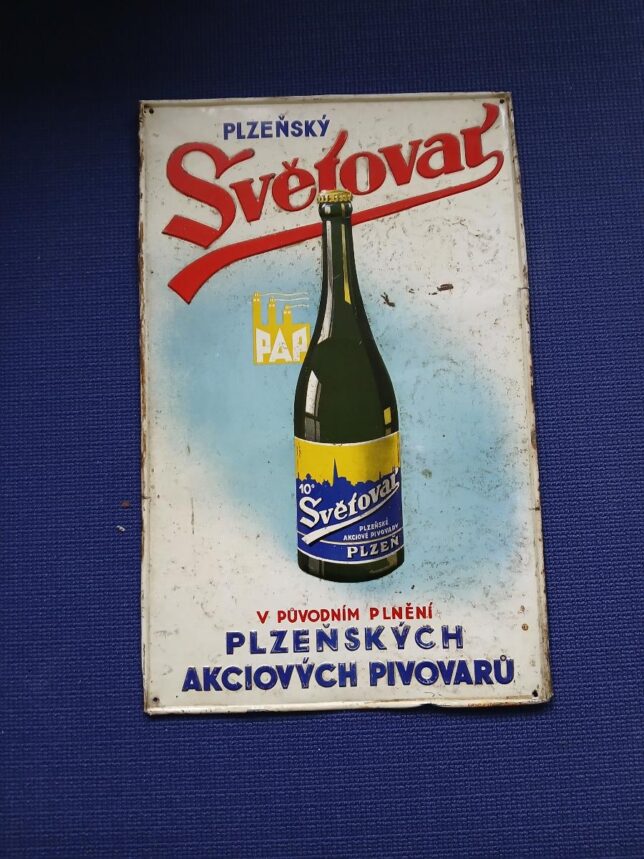 PLZEŇSKÝ
Světovar
PAP
10°
Světovar
PLZEŇSKÉ
AKCIOVÉ PIVOVARY
PLZEŇ
V PŮVODNÍM PLNĚNÍ
PLZEŇSKÝCH
AKCIOVÝCH PIVOVARŮ